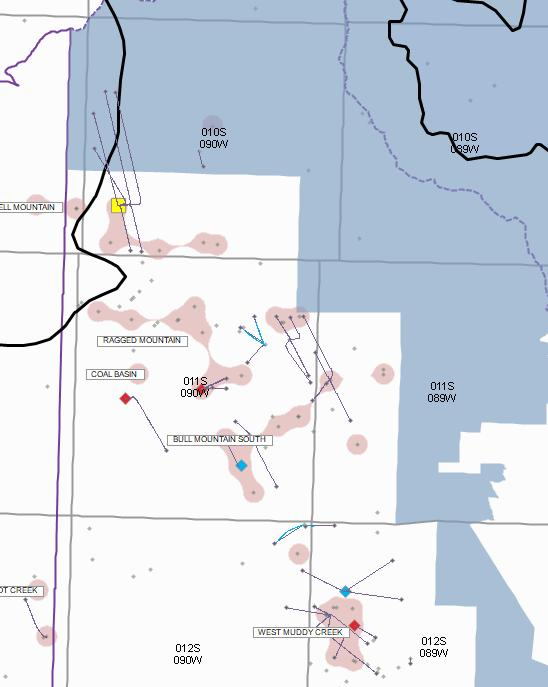 010S
090W
010S
089W
ELL MOUNTAIN
RAGGED MOUNTAIN
COAL BASIN
011S
090W
011S
089W
BULL MOUNTAIN SOUTH
OT CREEK
WEST MUDDY CREEK
012S
090W
012S
089W